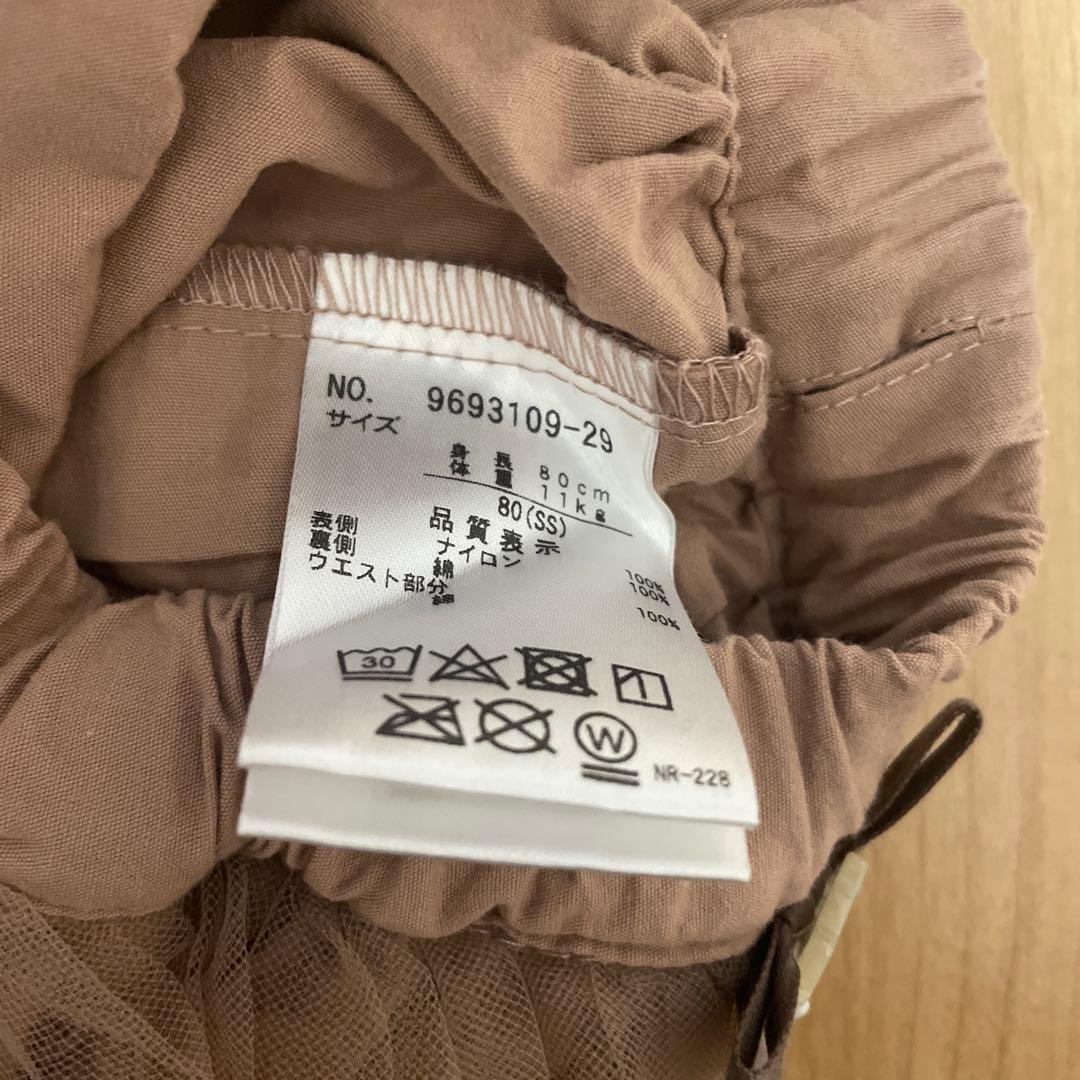 NO. 9693109-29
サイズ
身長 80cm
体重 11kg
80(SS)
品質表示
表側 ナイロン 100%
裏側 綿 100%
ウエスト部分 綿 100%
30
W
NR-228